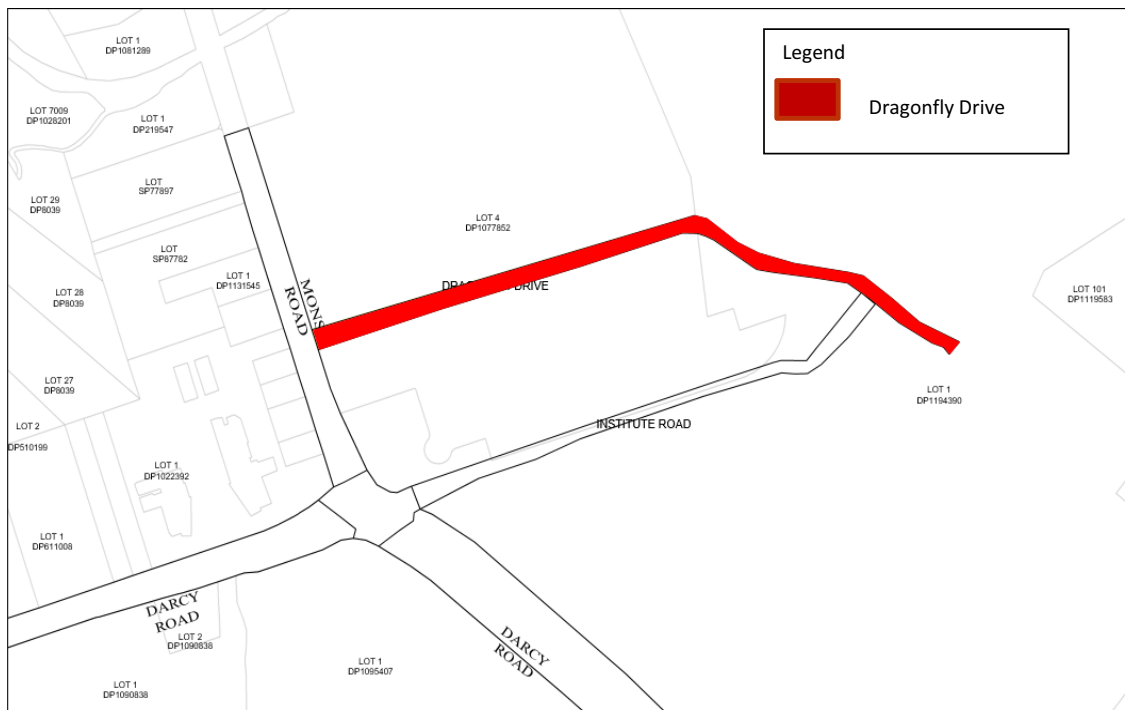 Legend
Dragonfly Drive
LOT 1
DP1081289
LOT 7009
DP1028201
LOT 1
DP219547
LOT
SP77897
LOT 29
DP8039
LOT 4
DP1077852
LOT
SP87782
LOT 1
DP1131545
LOT 28
DP8039
MONS
ROAD
DRIVE
LOT 101
DP1119583
LOT 27
DP8039
LOT 1
DP1194390
LOT 2
DP510199
INSTITUTE ROAD
LOT 1
DP1022392
LOT 1
DP611008
DARCY
ROAD
LOT 2
DP1090838
DARCY
ROAD
LOT 1
DP1095407
LOT 1
DP1090838